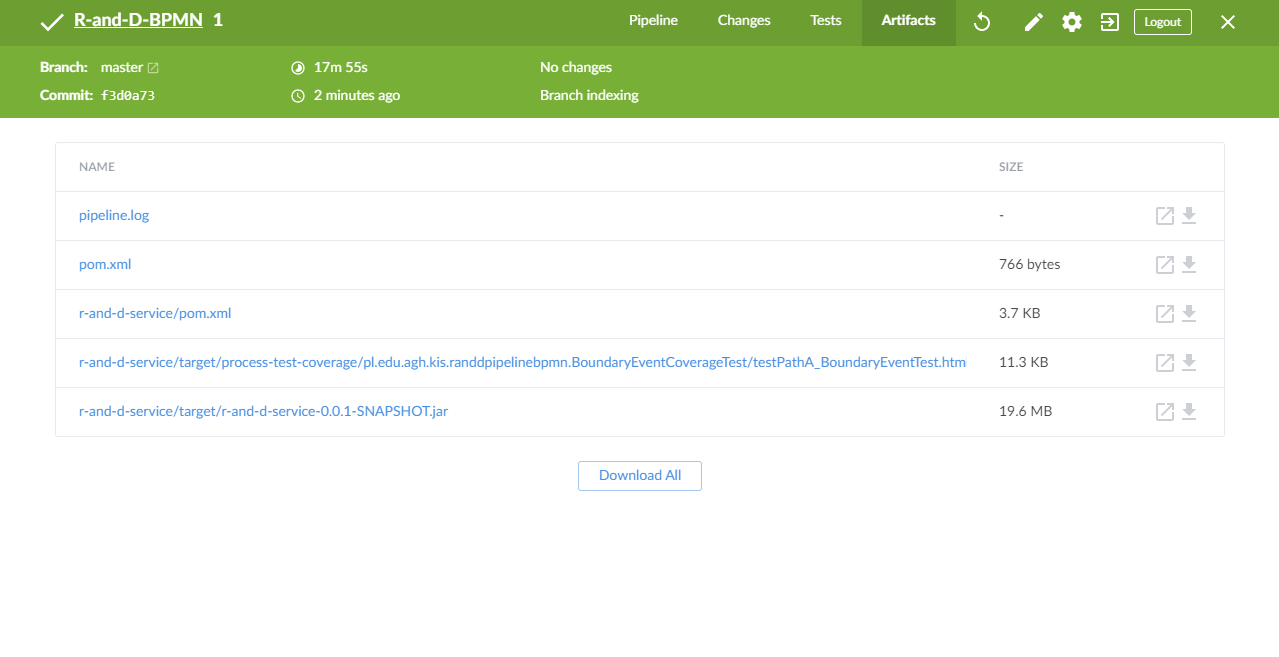 R-and-D-BPMN 1 Pipeline Changes Tests Artifacts Logout
Branch: master 17m 55s No changes
Commit: f3d0a73 2 minutes ago Branch indexing
NAME SIZE
pipeline.log -
pom.xml 766 bytes
r-and-d-service/pom.xml 3.7 KB
r-and-d-service/target/process-test-coverage/pl.edu.agh.kis.randdpipelinebpmn.BoundaryEventCoverageTest/testPathA_BoundaryEventTest.htm 11.3 KB
r-and-d-service/target/r-and-d-service-0.0.1-SNAPSHOT.jar 19.6 MB
Download All